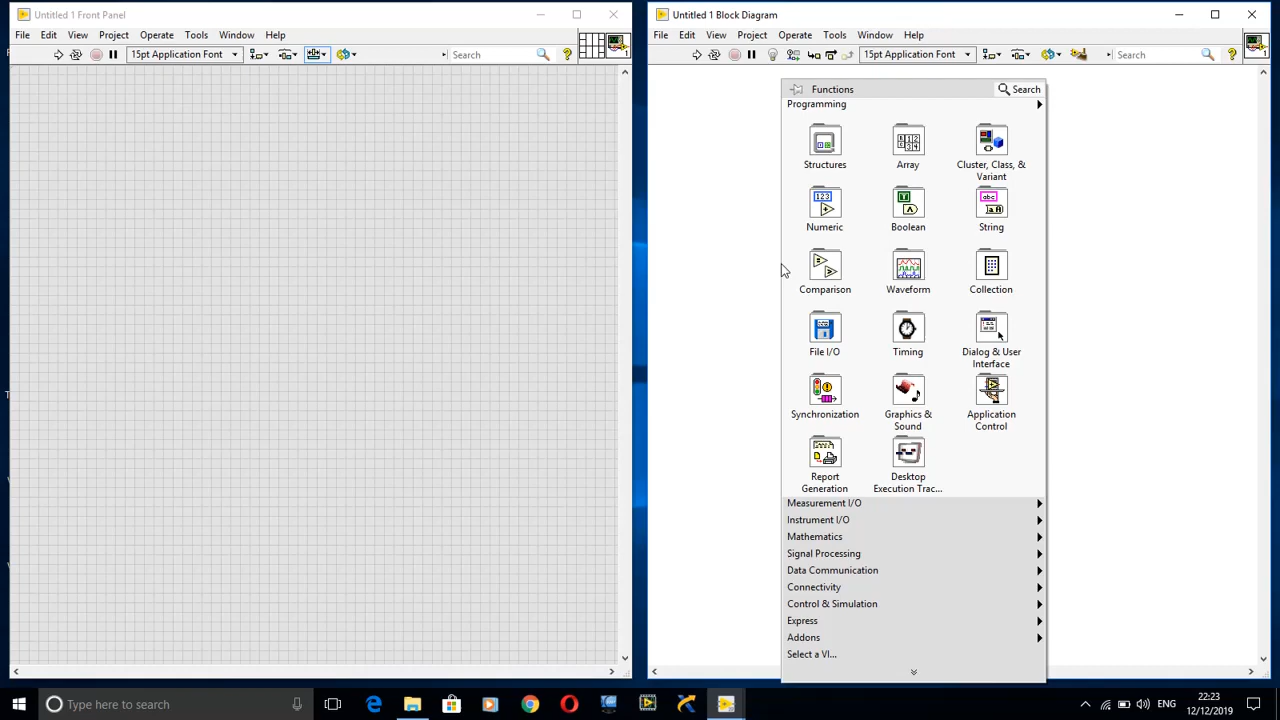 Untitled 1 Front Panel
File Edit View Project Operate Tools Window Help
15pt Application Font
Search
Untitled 1 Block Diagram
File Edit View Project Operate Tools Window Help
15pt Application Font
Search
Functions
Search
Programming
Structures
Array
Cluster, Class, &
Variant
123
Numeric
Boolean
abc
String
Comparison
Waveform
Collection
File I/O
Timing
Dialog & User
Interface
Synchronization
Graphics &
Sound
Application
Control
Report
Generation
Desktop
Execution Trac...
Measurement I/O
Instrument I/O
Mathematics
Signal Processing
Data Communication
Connectivity
Control & Simulation
Express
Addons
Select a VI...
Type here to search
ENG
22:23
12/12/2019